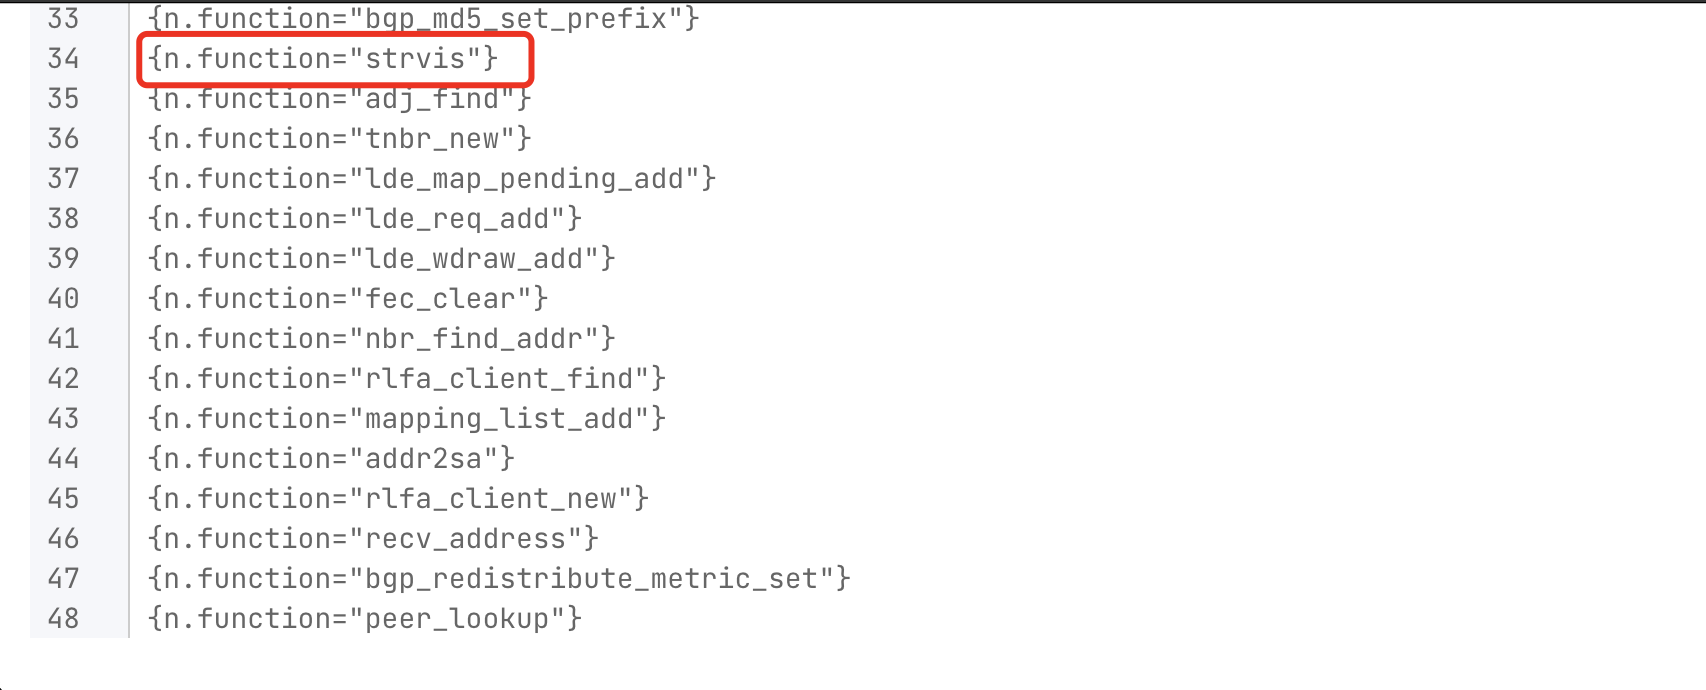 33 {n.function="bgp_md5_set_prefix"}
34 {n.function="strvis"}
35 {n.function="adj_find"}
36 {n.function="tnbr_new"}
37 {n.function="lde_map_pending_add"}
38 {n.function="lde_req_add"}
39 {n.function="lde_wdraw_add"}
40 {n.function="fec_clear"}
41 {n.function="nbr_find_addr"}
42 {n.function="rlfa_client_find"}
43 {n.function="mapping_list_add"}
44 {n.function="addr2sa"}
45 {n.function="rlfa_client_new"}
46 {n.function="recv_address"}
47 {n.function="bgp_redistribute_metric_set"}
48 {n.function="peer_lookup"}